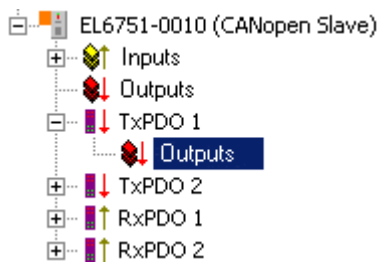 EL6751-0010 (CANopen Slave)
Inputs
Outputs
TxPDO 1
Outputs
TxPDO 2
RxPDO 1
RxPDO 2